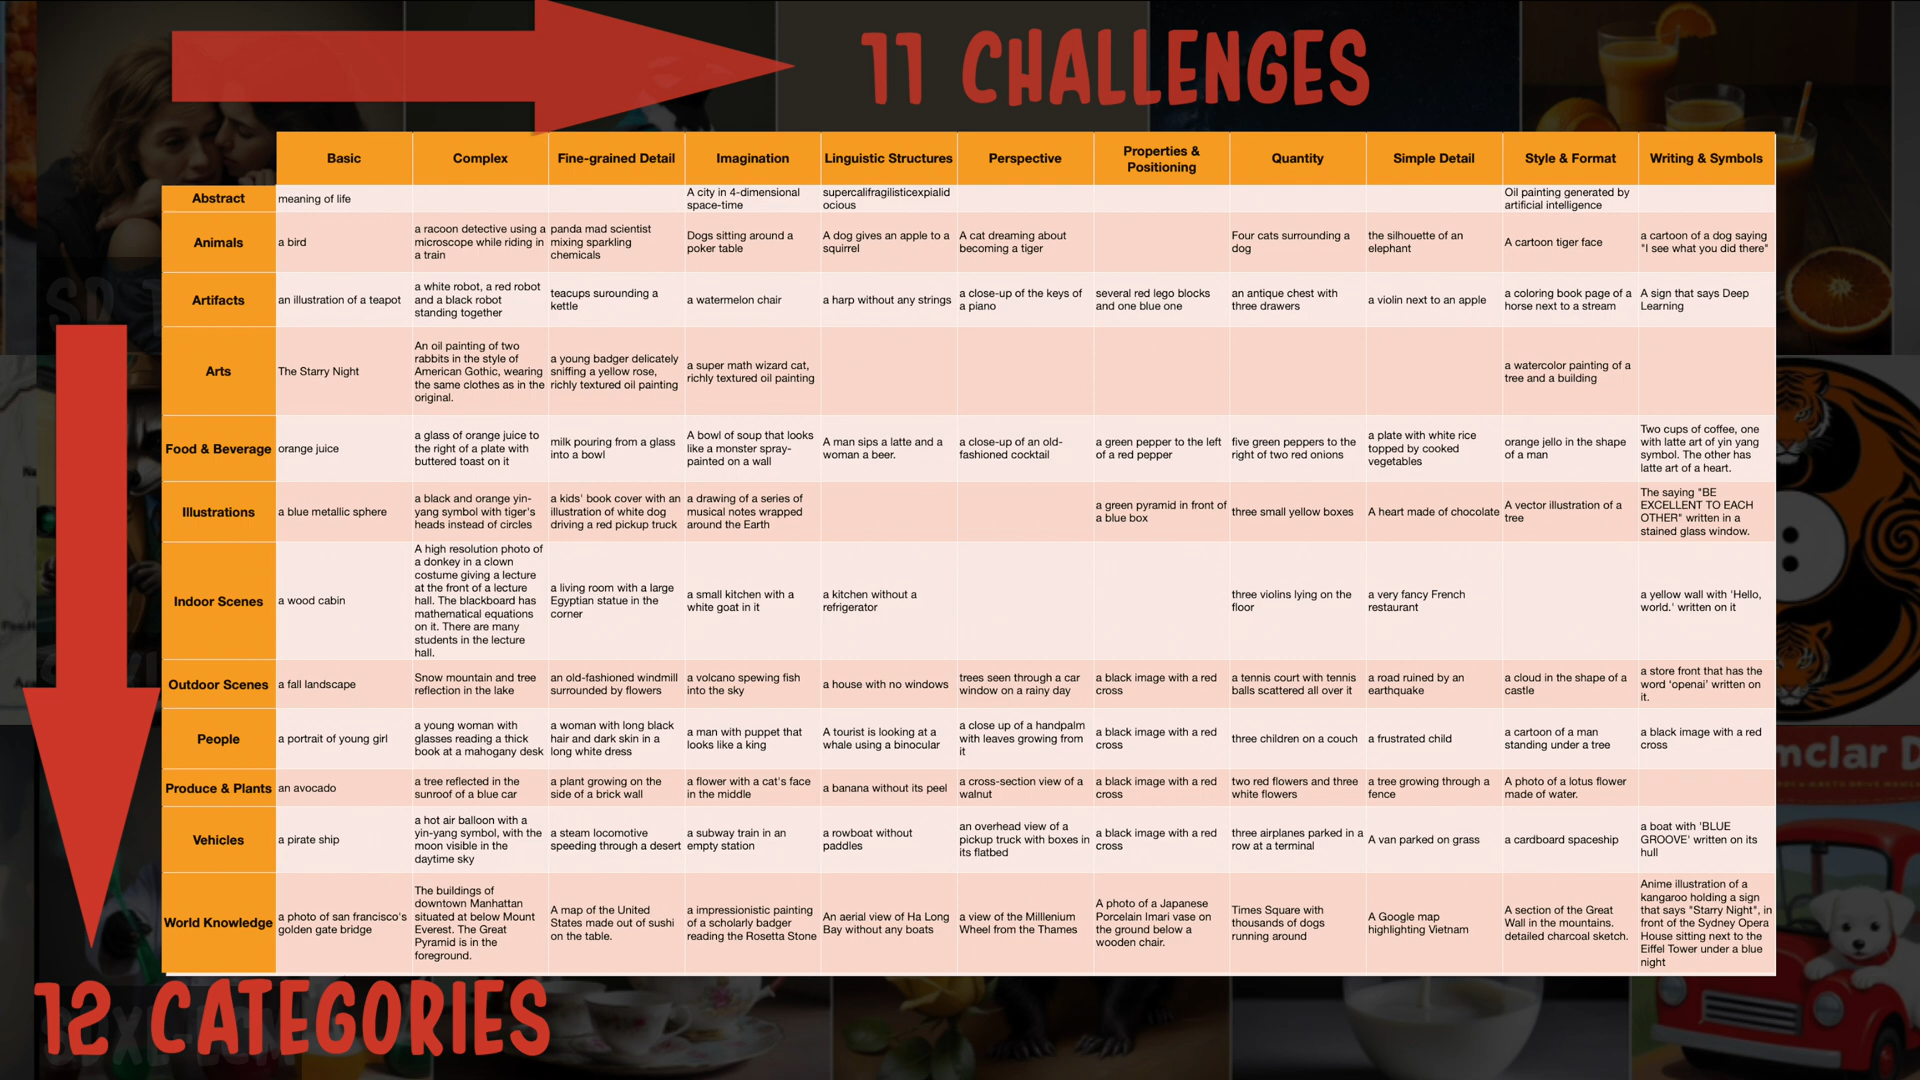 11 CHALLENGES
Basic
Complex
Fine-grained Detail
Imagination
Linguistic Structures
Perspective
Properties &
Positioning
Quantity
Simple Detail
Style & Format
Writing & Symbols
Abstract
meaning of life
A city in 4-dimensional
space-time
supercalifragilisticexpialid
ocious
Oil painting generated by
artificial intelligence
Animals
a bird
a racoon detective using a
microscope while riding in
a train
panda mad scientist
mixing sparkling
chemicals
Dogs sitting around a
poker table
A dog gives an apple to a
squirrel
A cat dreaming about
becoming a tiger
Four cats surrounding a
dog
the silhouette of an
elephant
A cartoon tiger face
a cartoon of a dog saying
"I see what you did there"
Artifacts
an illustration of a teapot
a white robot, a red robot
and a black robot
standing together
teacups surounding a
kettle
a watermelon chair
a harp without any strings
a close-up of the keys of
a piano
several red lego blocks
and one blue one
an antique chest with
three drawers
a violin next to an apple
a coloring book page of a
horse next to a stream
A sign that says Deep
Learning
Arts
The Starry Night
An oil painting of two
rabbits in the style of
American Gothic, wearing
the same clothes as in the
original.
a young badger delicately
sniffing a yellow rose,
richly textured oil painting
a super math wizard cat,
richly textured oil painting
a watercolor painting of a
tree and a building
Food & Beverage
orange juice
a glass of orange juice to
the right of a plate with
buttered toast on it
milk pouring from a glass
into a bowl
A bowl of soup that looks
like a monster spray-
painted on a wall
A man sips a latte and a
woman a beer.
a close-up of an old-
fashioned cocktail
a green pepper to the left
of a red pepper
five green peppers to the
right of two red onions
a plate with white rice
topped by cooked
vegetables
orange jello in the shape
of a man
Two cups of coffee, one
with latte art of yin yang
symbol. The other has
latte art of a heart.
Illustrations
a blue metallic sphere
a black and orange yin-
yang symbol with tiger's
heads instead of circles
a kids' book cover with an
illustration of white dog
driving a red pickup truck
a drawing of a series of
musical notes wrapped
around the Earth
a green pyramid in front of
a blue box
three small yellow boxes
A heart made of chocolate
A vector illustration of a
tree
The saying "BE
EXCELLENT TO EACH
OTHER" written in a
stained glass window.
Indoor Scenes
a wood cabin
A high resolution photo of
a donkey in a clown
costume giving a lecture
at the front of a lecture
hall. The blackboard has
mathematical equations
on it. There are many
students in the lecture
hall.
a living room with a large
Egyptian statue in the
corner
a small kitchen with a
white goat in it
a kitchen without a
refrigerator
three violins lying on the
floor
a very fancy French
restaurant
a yellow wall with 'Hello,
world.' written on it
Outdoor Scenes
a fall landscape
Snow mountain and tree
reflection in the lake
an old-fashioned windmill
surrounded by flowers
a volcano spewing fish
into the sky
a house with no windows
trees seen through a car
window on a rainy day
a black image with a red
cross
a tennis court with tennis
balls scattered all over it
a road ruined by an
earthquake
a cloud in the shape of a
castle
a store front that has the
word 'openai' written on
it.
People
a portrait of young girl
a young woman with
glasses reading a thick
book at a mahogany desk
a woman with long black
hair and dark skin in a
long white dress
a man with puppet that
looks like a king
A tourist is looking at a
whale using a binocular
a close up of a handpalm
with leaves growing from
it
a black image with a red
cross
three children on a couch
a frustrated child
a cartoon of a man
standing under a tree
a black image with a red
cross
Produce & Plants
an avocado
a tree reflected in the
sunroof of a blue car
a plant growing on the
side of a brick wall
a flower with a cat's face
in the middle
a banana without its peel
a cross-section view of a
walnut
a black image with a red
cross
two red flowers and three
white flowers
a tree growing through a
fence
A photo of a lotus flower
made of water.
Vehicles
a pirate ship
a hot air balloon with a
yin-yang symbol, with the
moon visible in the
daytime sky
a steam locomotive
speeding through a desert
a subway train in an
empty station
a rowboat without
paddles
an overhead view of a
pickup truck with boxes in
its flatbed
a black image with a red
cross
three airplanes parked in a
row at a terminal
A van parked on grass
a cardboard spaceship
a boat with 'BLUE
GROOVE' written on its
hull
World Knowledge
a photo of san francisco's
golden gate bridge
The buildings of
downtown Manhattan
situated at below Mount
Everest. The Great
Pyramid is in the
foreground.
A map of the United
States made out of sushi
on the table.
a impressionistic painting
of a scholarly badger
reading the Rosetta Stone
An aerial view of Ha Long
Bay without any boats
a view of the Milllenium
Wheel from the Thames
A photo of a Japanese
Porcelain Imari vase on
the ground below a
wooden chair.
Times Square with
thousands of dogs
running around
A Google map
highlighting Vietnam
A section of the Great
Wall in the mountains.
detailed charcoal sketch.
Anime illustration of a
kangaroo holding a sign
that says "Starry Night", in
front of the Sydney Opera
House sitting next to the
Eiffel Tower under a blue
night
12 CATEGORIES